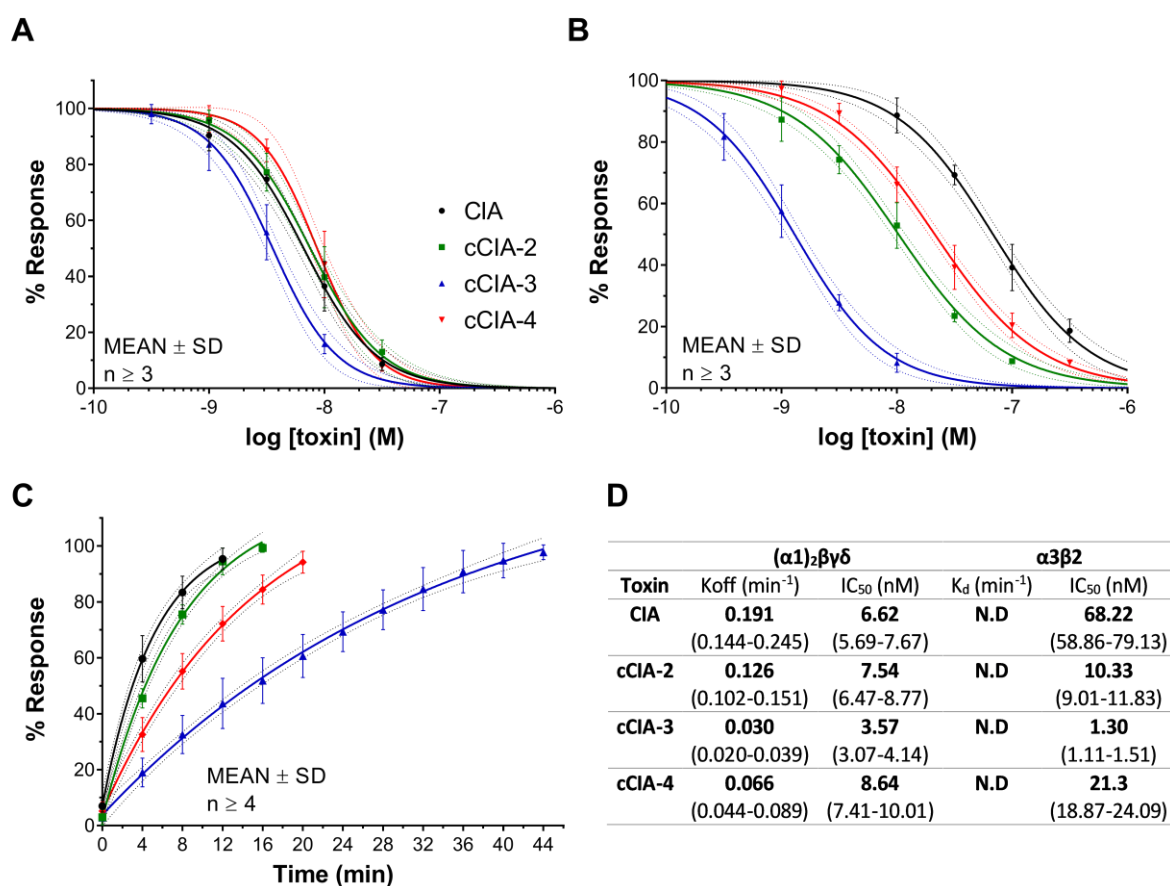 A
% Response
100
80
60
40
20
0
-10
-9
-8
-7
-6
log [toxin] (M)
MEAN ± SD
n ≥ 3
CIA
cCIA-2
cCIA-3
cCIA-4
B
% Response
100
80
60
40
20
0
-10
-9
-8
-7
-6
log [toxin] (M)
MEAN ± SD
n ≥ 3
C
% Response
100
80
60
40
20
0
0 4 8 12 16 20 24 28 32 36 40 44
Time (min)
MEAN ± SD
n ≥ 4
D
(α1)₂βγδ α3β2
Toxin Koff (min⁻¹) IC₅₀ (nM) K_d (min⁻¹) IC₅₀ (nM)
CIA 0.191 6.62 N.D 68.22
(0.144-0.245) (5.69-7.67) (58.86-79.13)
cCIA-2 0.126 7.54 N.D 10.33
(0.102-0.151) (6.47-8.77) (9.01-11.83)
cCIA-3 0.030 3.57 N.D 1.30
(0.020-0.039) (3.07-4.14) (1.11-1.51)
cCIA-4 0.066 8.64 N.D 21.3
(0.044-0.089) (7.41-10.01) (18.87-24.09)